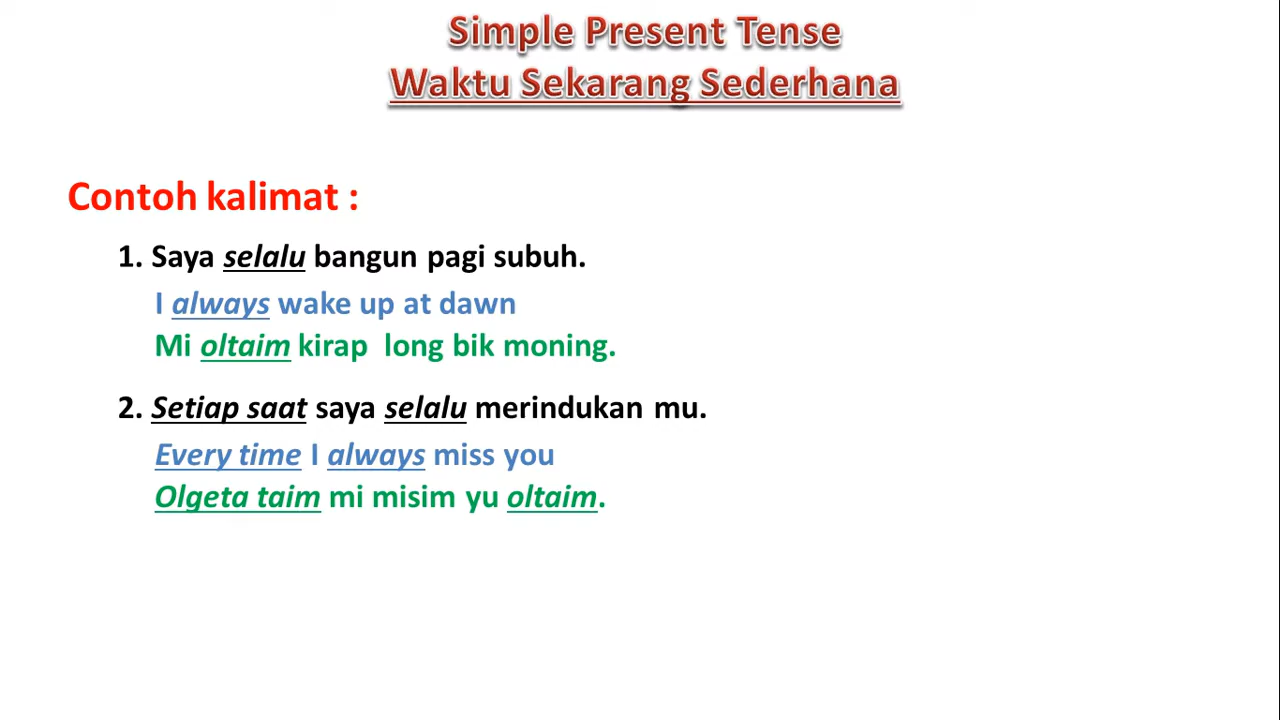 Simple Present Tense
Waktu Sekarang Sederhana
Contoh kalimat :
1. Saya selalu bangun pagi subuh.
I always wake up at dawn
Mi oltaim kirap long bik moning.
2. Setiap saat saya selalu merindukan mu.
Every time I always miss you
Olgeta taim mi misim yu oltaim.